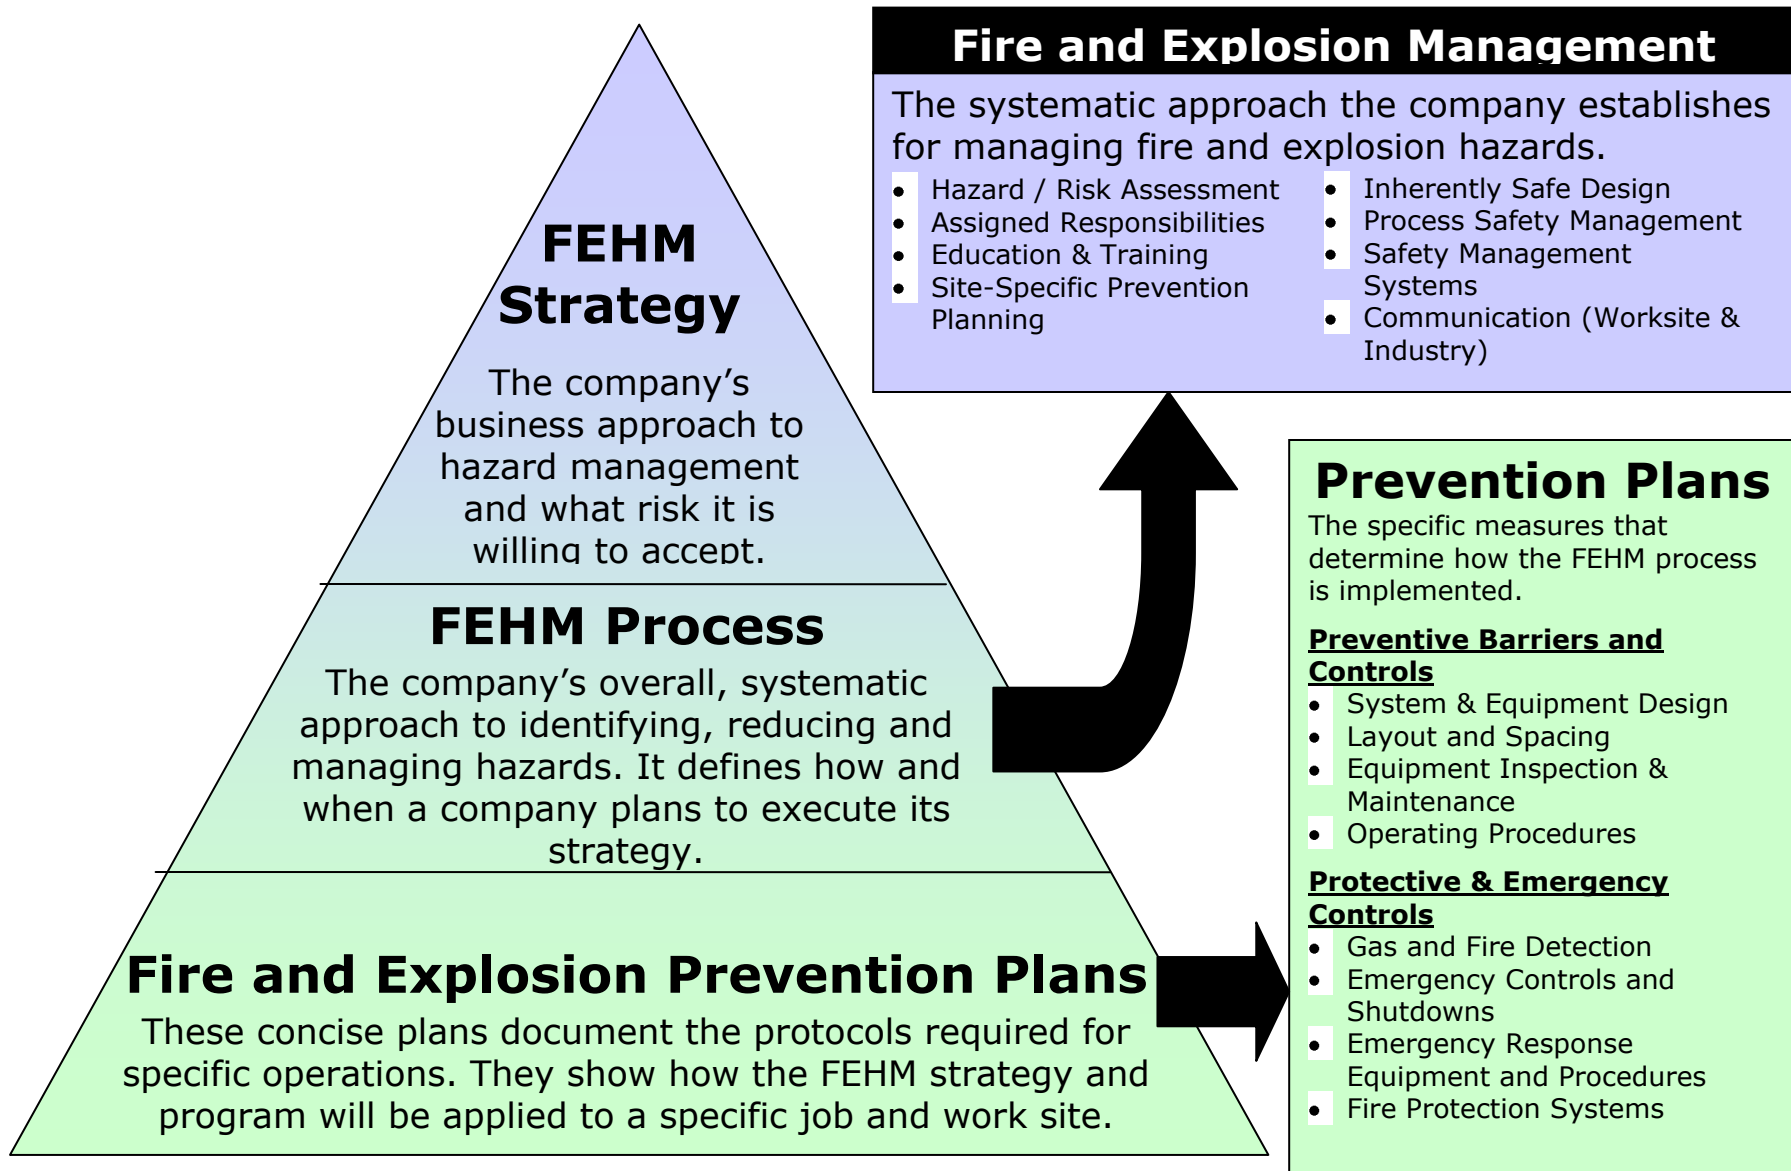 FEHM
Strategy
The company’s
business approach to
hazard management
and what risk it is
willing to accept.
FEHM Process
The company’s overall, systematic
approach to identifying, reducing and
managing hazards. It defines how and
when a company plans to execute its
strategy.
Fire and Explosion Prevention Plans
These concise plans document the protocols required for
specific operations. They show how the FEHM strategy and
program will be applied to a specific job and work site.
Fire and Explosion Management
The systematic approach the company establishes
for managing fire and explosion hazards.
• Hazard / Risk Assessment
• Assigned Responsibilities
• Education & Training
• Site-Specific Prevention
Planning
• Inherently Safe Design
• Process Safety Management
• Safety Management
Systems
• Communication (Worksite &
Industry)
Prevention Plans
The specific measures that
determine how the FEHM process
is implemented.
Preventive Barriers and
Controls
• System & Equipment Design
• Layout and Spacing
• Equipment Inspection &
Maintenance
• Operating Procedures
Protective & Emergency
Controls
• Gas and Fire Detection
• Emergency Controls and
Shutdowns
• Emergency Response
Equipment and Procedures
• Fire Protection Systems